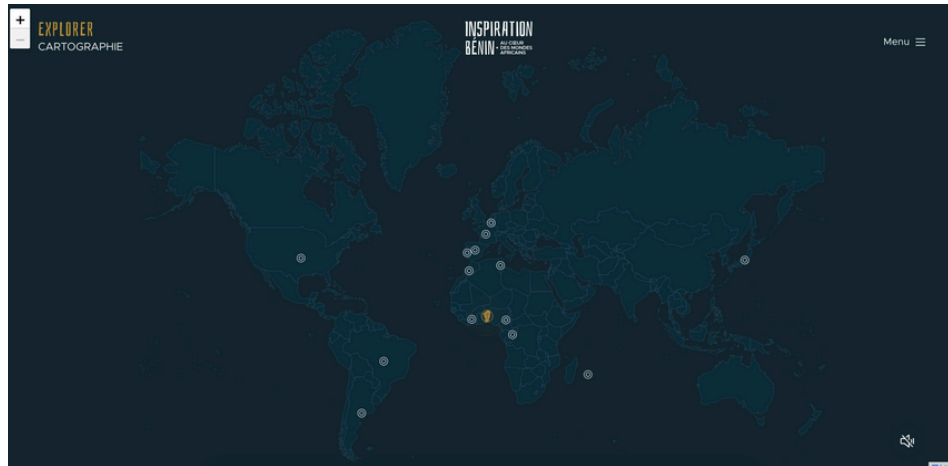 +
EXPLORER
CARTOGRAPHIE
−
INSPIRATION
BÉNIN • AU CŒUR
DES MONDES
AFRICAINS
Menu